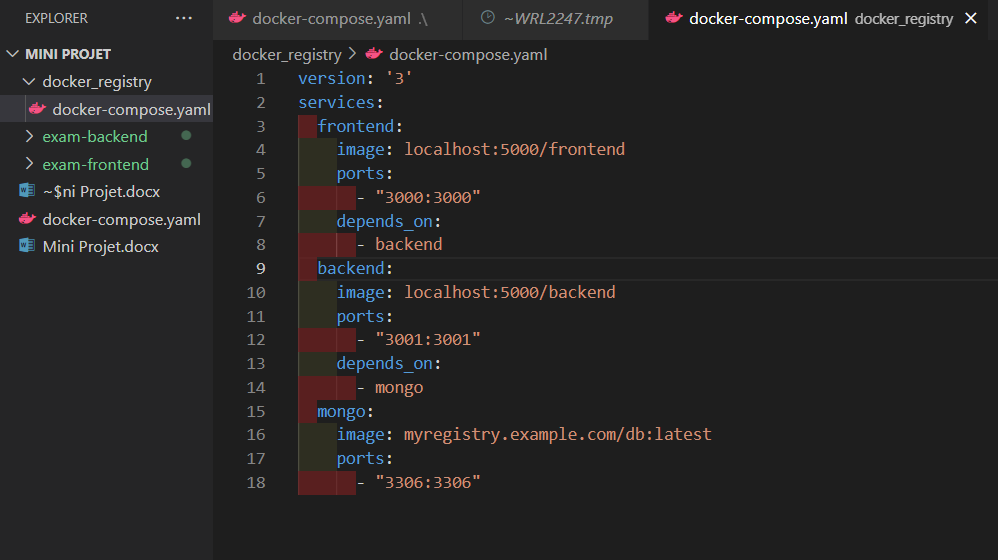 EXPLORER
MINI PROJET
docker_registry
docker-compose.yaml
exam-backend
exam-frontend
~$ni Projet.docx
docker-compose.yaml
Mini Projet.docx
docker-compose.yaml .\
~WRL2247.tmp
docker-compose.yaml docker_registry
docker_registry > docker-compose.yaml
1 version: '3'
2 services:
3   frontend:
4     image: localhost:5000/frontend
5     ports:
6       - "3000:3000"
7     depends_on:
8       - backend
9   backend:
10     image: localhost:5000/backend
11     ports:
12       - "3001:3001"
13     depends_on:
14       - mongo
15   mongo:
16     image: myregistry.example.com/db:latest
17     ports:
18       - "3306:3306"